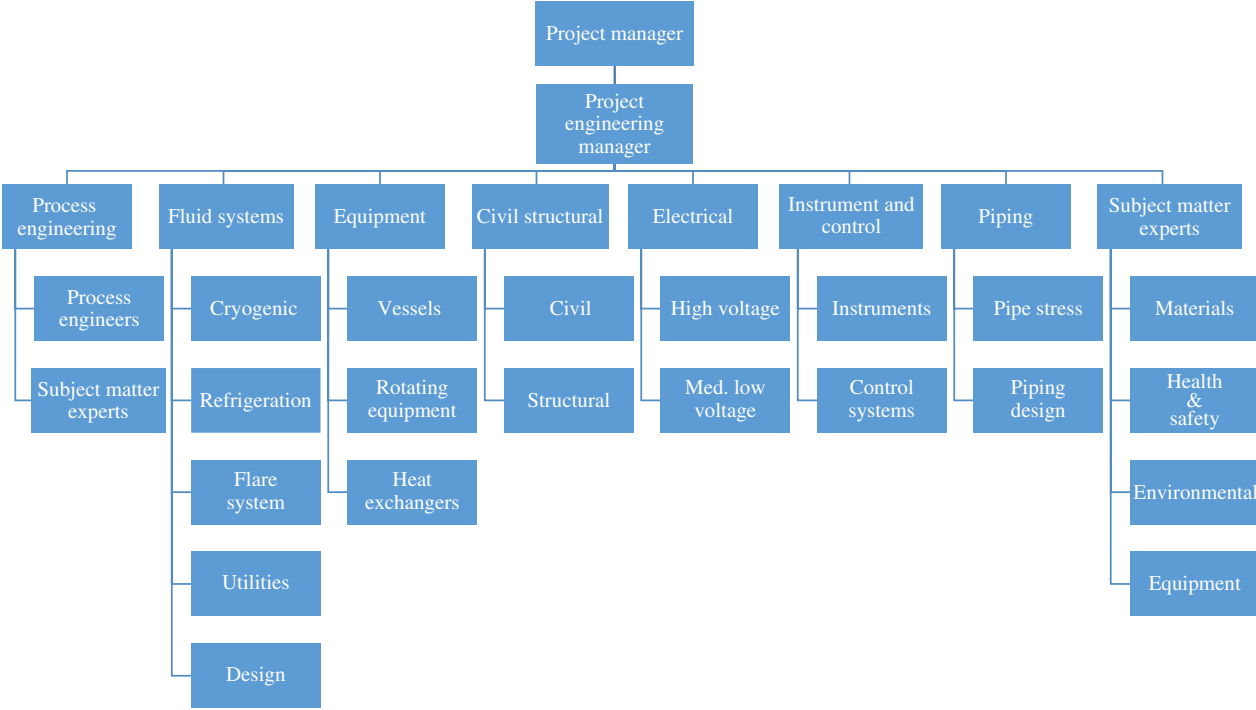 Project manager
Project
engineering
manager
Process
engineering
Fluid systems
Equipment
Civil structural
Electrical
Instrument and
control
Piping
Subject matter
experts
Process
engineers
Cryogenic
Vessels
Civil
High voltage
Instruments
Pipe stress
Materials
Subject matter
experts
Refrigeration
Rotating
equipment
Structural
Med. low
voltage
Control
systems
Piping
design
Health
&
safety
Flare
system
Heat
exchangers
Environmental
Utilities
Equipment
Design